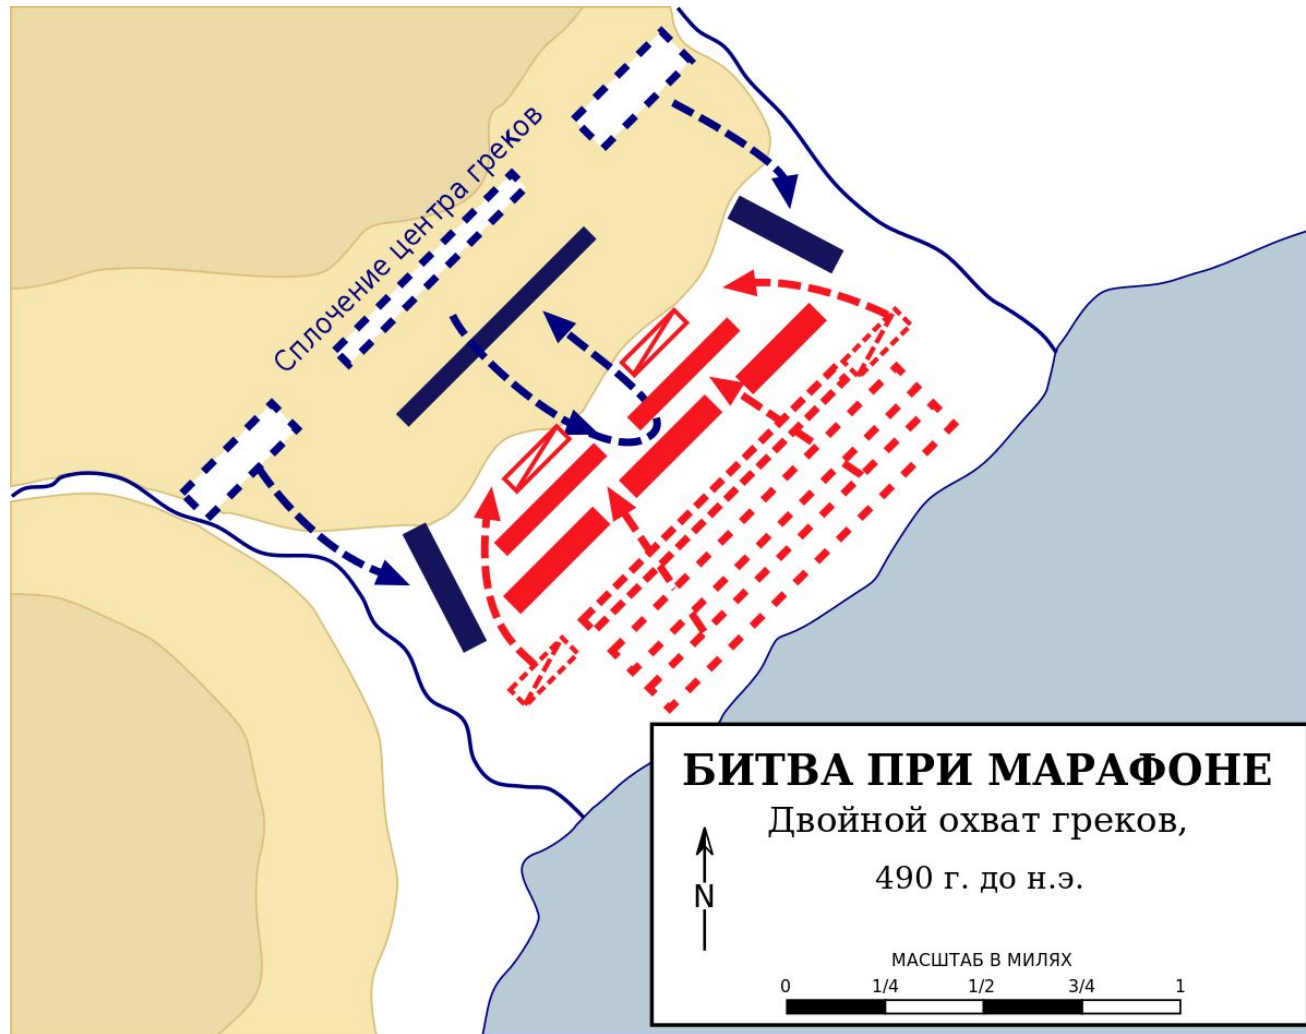 Сплочение центра греков
БИТВА ПРИ МАРАФОНЕ
Двойной охват греков,
490 г. до н.э.
N
МАСШТАБ В МИЛЯХ
0 1/4 1/2 3/4 1